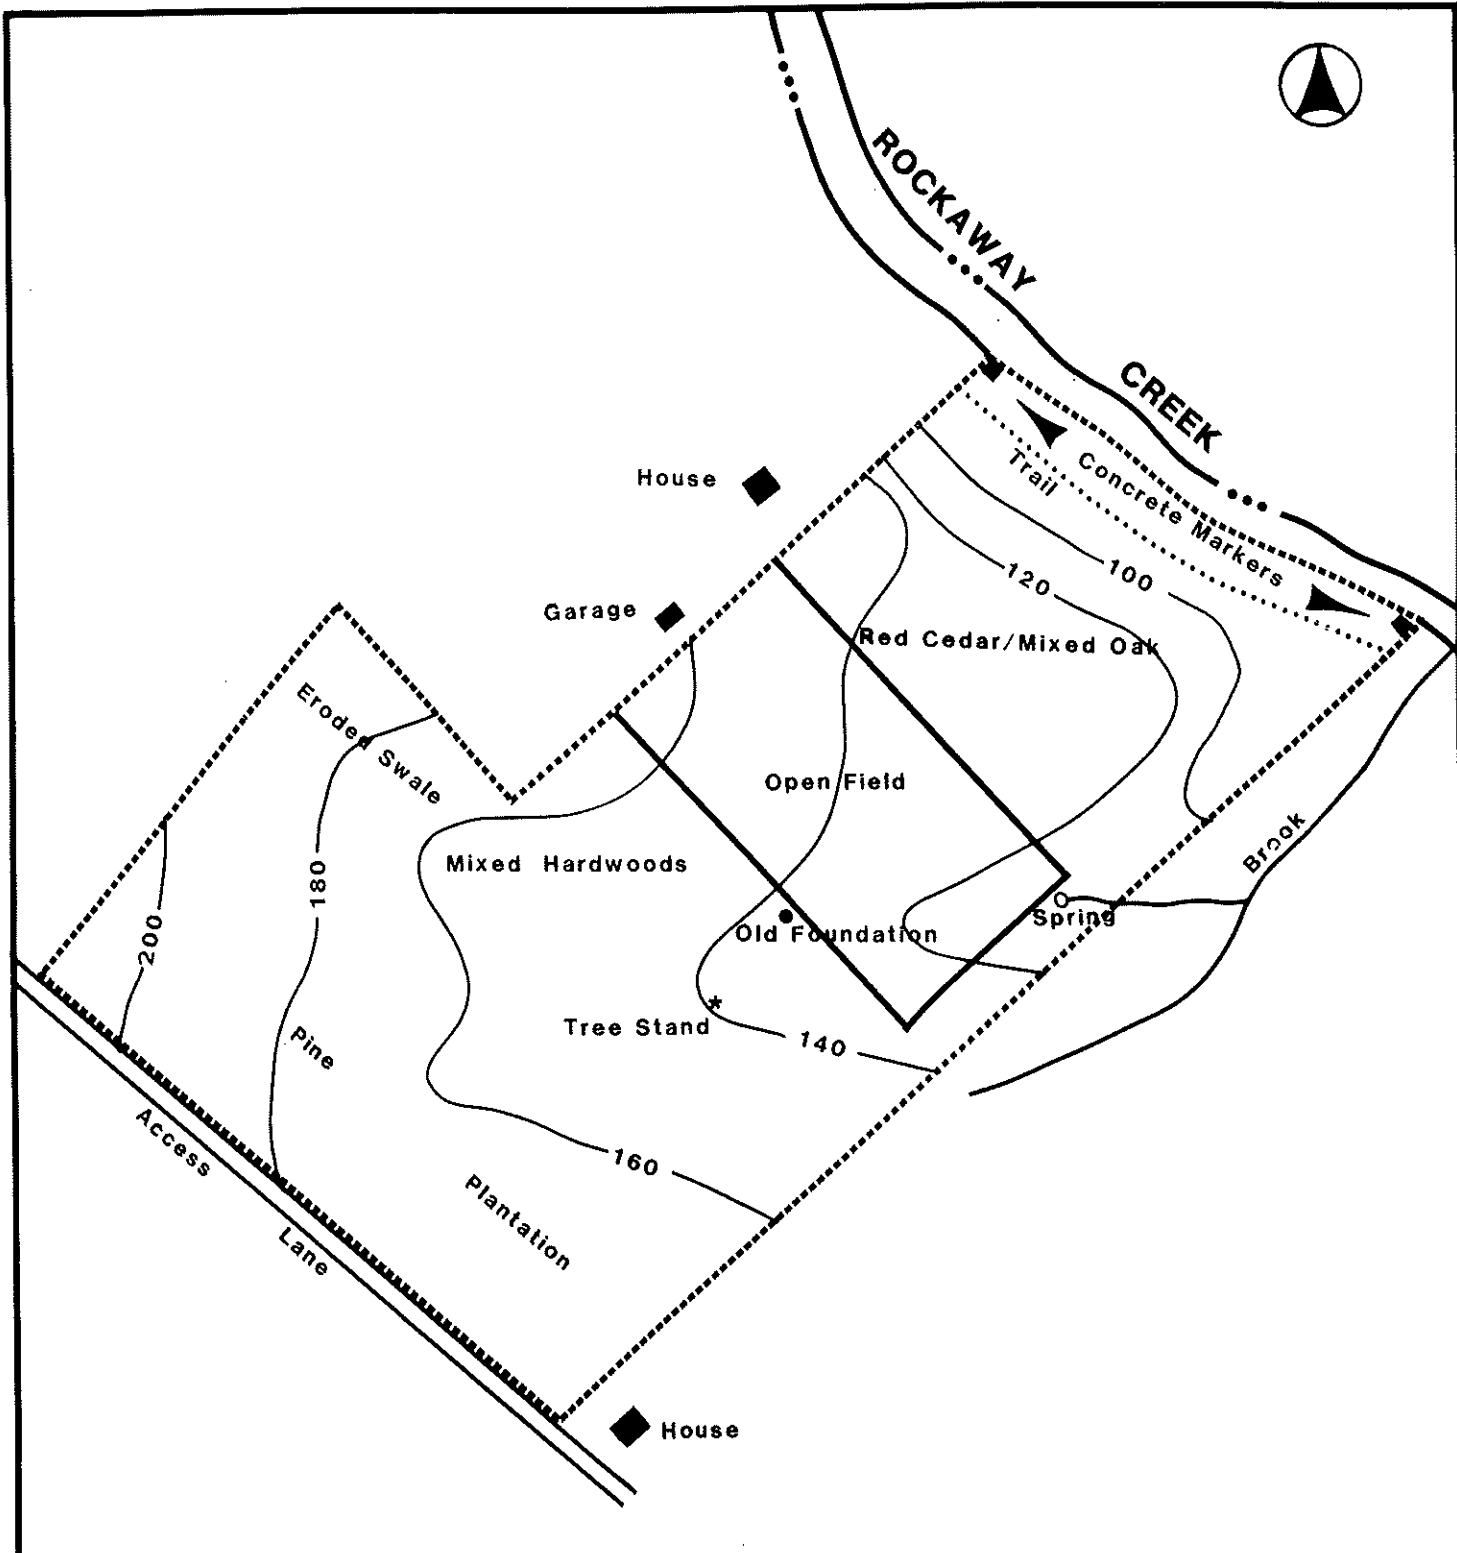 ROCKAWAY
CREEK
House
Trail
Concrete Markers
100
120
Garage
Red Cedar/Mixed Oak
Eroded Swale
Open Field
Brook
Mixed Hardwoods
180
200
Spring
Old Foundation
Tree Stand
140
Pine
Access
160
Plantation
Lane
House